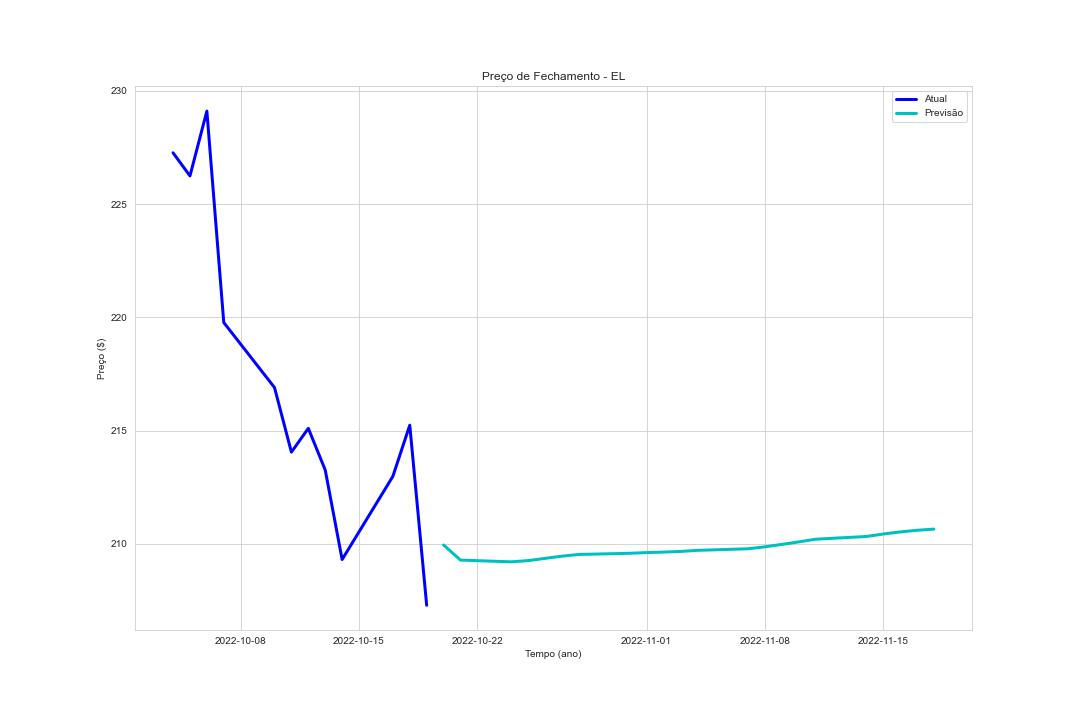 Preço de Fechamento - EL
230
225
220
215
210
Preço ($)
Atual
Previsão
2022-10-08
2022-10-15
2022-10-22
2022-11-01
2022-11-08
2022-11-15
Tempo (ano)